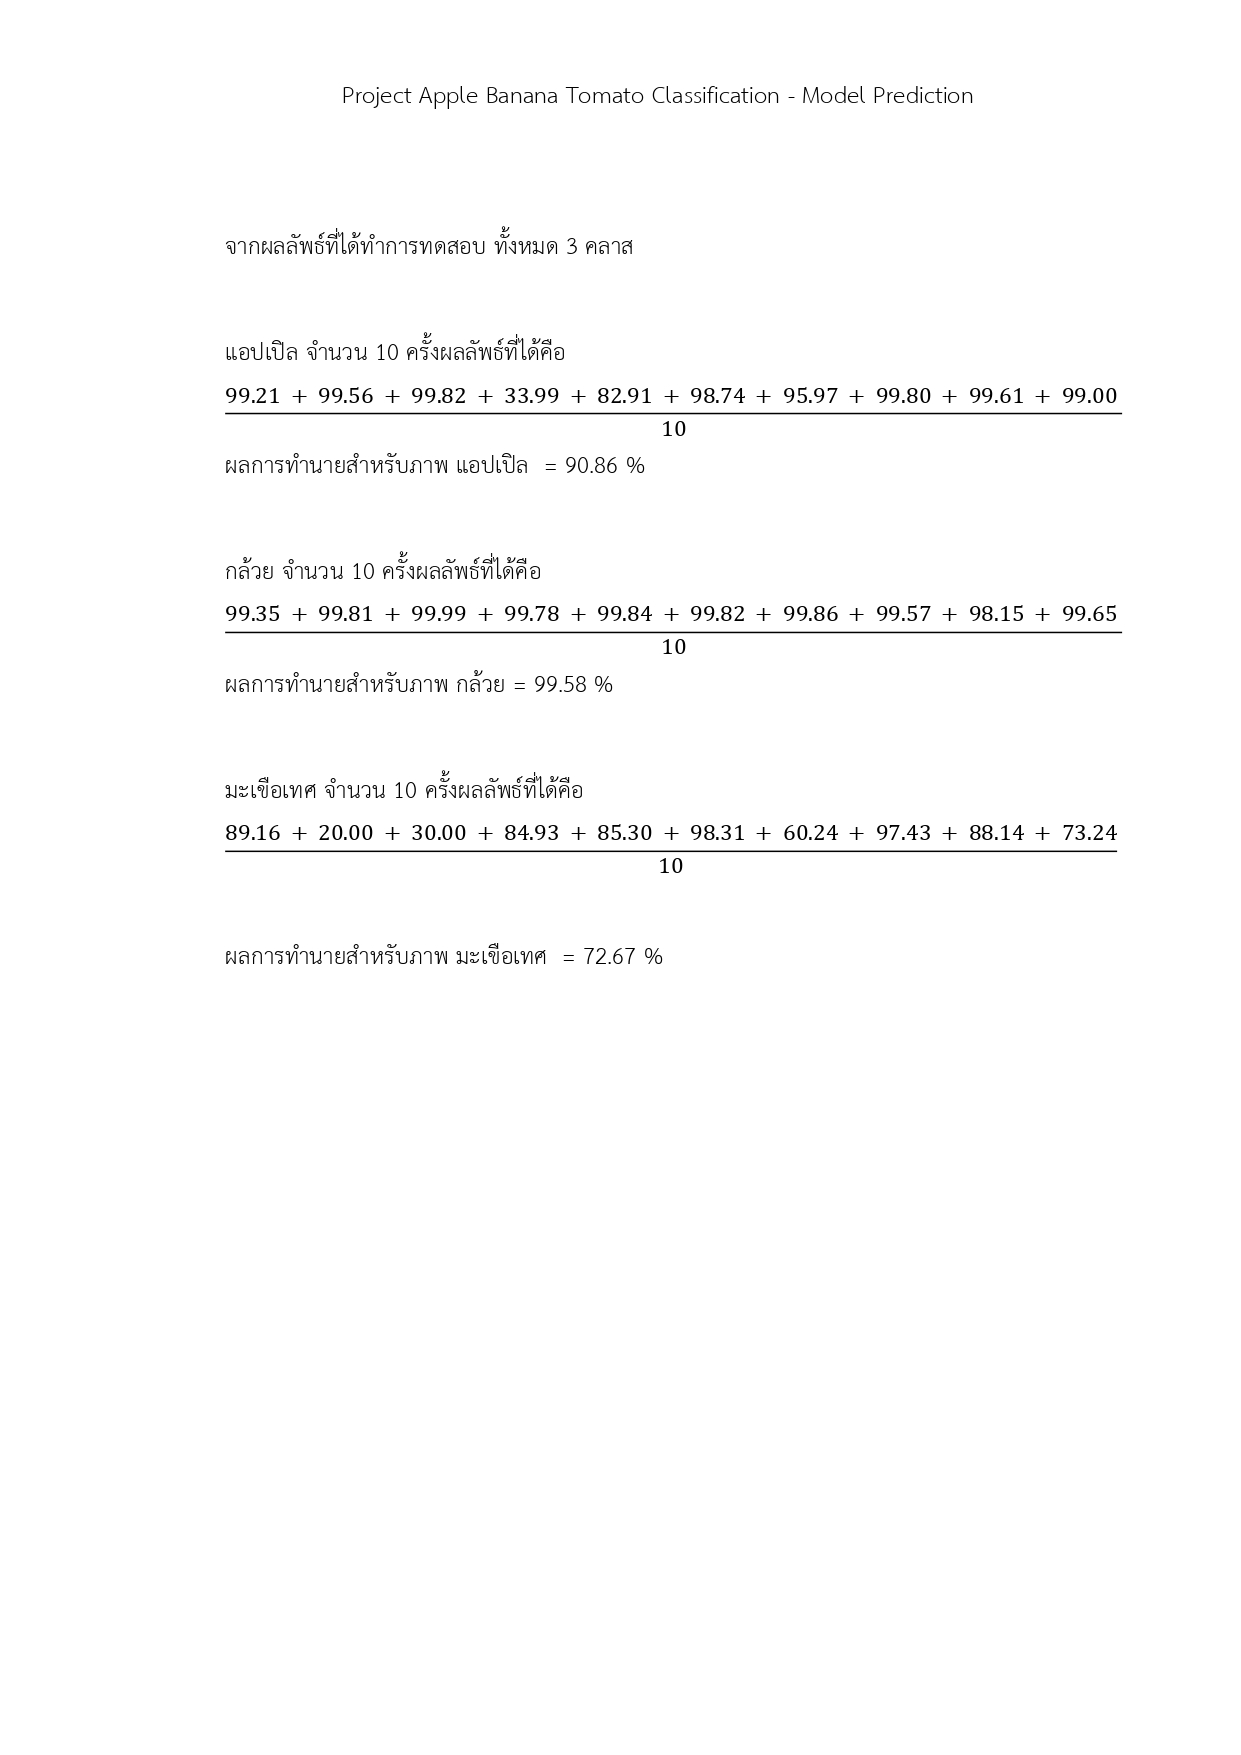 Project Apple Banana Tomato Classification - Model Prediction
จากผลลัพธ์ที่ได้ทำการทดสอบ ทั้งหมด 3 คลาส
แอปเปิล จำนวน 10 ครั้งผลลัพธ์ที่ได้คือ
99.21 + 99.56 + 99.82 + 33.99 + 82.91 + 98.74 + 95.97 + 99.80 + 99.61 + 99.00
10
ผลการทำนายสำหรับภาพ แอปเปิล = 90.86 %
กล้วย จำนวน 10 ครั้งผลลัพธ์ที่ได้คือ
99.35 + 99.81 + 99.99 + 99.78 + 99.84 + 99.82 + 99.86 + 99.57 + 98.15 + 99.65
10
ผลการทำนายสำหรับภาพ กล้วย = 99.58 %
มะเขือเทศ จำนวน 10 ครั้งผลลัพธ์ที่ได้คือ
89.16 + 20.00 + 30.00 + 84.93 + 85.30 + 98.31 + 60.24 + 97.43 + 88.14 + 73.24
10
ผลการทำนายสำหรับภาพ มะเขือเทศ = 72.67 %